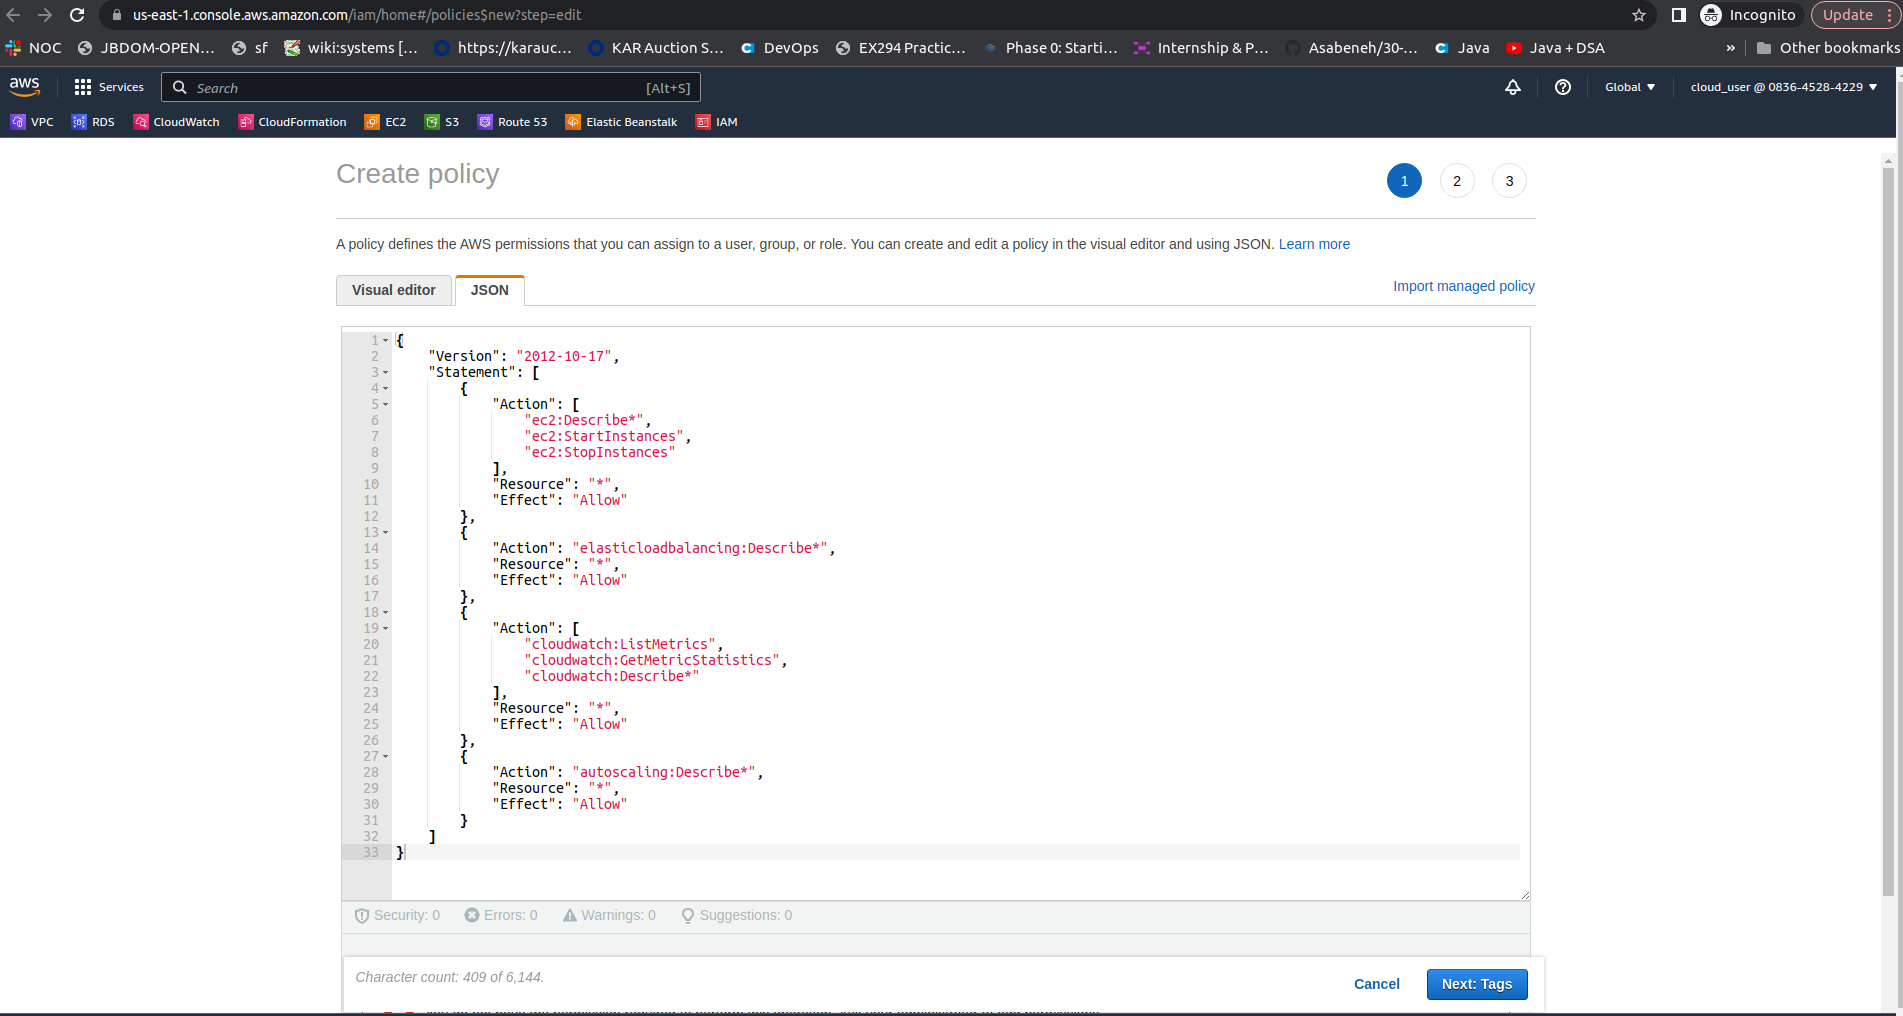 us-east-1.console.aws.amazon.com/iam/home#/policies$new?step=edit Incognito Update
NOC JBDOM-OPEN... sf wiki:systems [... https://karauc... KAR Auction S... DevOps EX294 Practic... Phase 0: Starti... Internship & P... Asabeneh/30-... Java Java + DSA » Other bookmarks
aws Services Search [Alt+S] Global ▼ cloud_user @ 0836-4528-4229 ▼
VPC RDS CloudWatch CloudFormation EC2 S3 Route 53 Elastic Beanstalk IAM
Create policy 1 2 3
A policy defines the AWS permissions that you can assign to a user, group, or role. You can create and edit a policy in the visual editor and using JSON. Learn more
Visual editor JSON Import managed policy
1 {
2 "Version": "2012-10-17",
3 "Statement": [
4 {
5 "Action": [
6 "ec2:Describe*",
7 "ec2:StartInstances",
8 "ec2:StopInstances"
9 ],
10 "Resource": "*",
11 "Effect": "Allow"
12 },
13 {
14 "Action": "elasticloadbalancing:Describe*",
15 "Resource": "*",
16 "Effect": "Allow"
17 },
18 {
19 "Action": [
20 "cloudwatch:ListMetrics",
21 "cloudwatch:GetMetricStatistics",
22 "cloudwatch:Describe*"
23 ],
24 "Resource": "*",
25 "Effect": "Allow"
26 },
27 {
28 "Action": "autoscaling:Describe*",
29 "Resource": "*",
30 "Effect": "Allow"
31 }
32 ]
33 }
Security: 0 Errors: 0 Warnings: 0 Suggestions: 0
Character count: 409 of 6,144.
Cancel Next: Tags